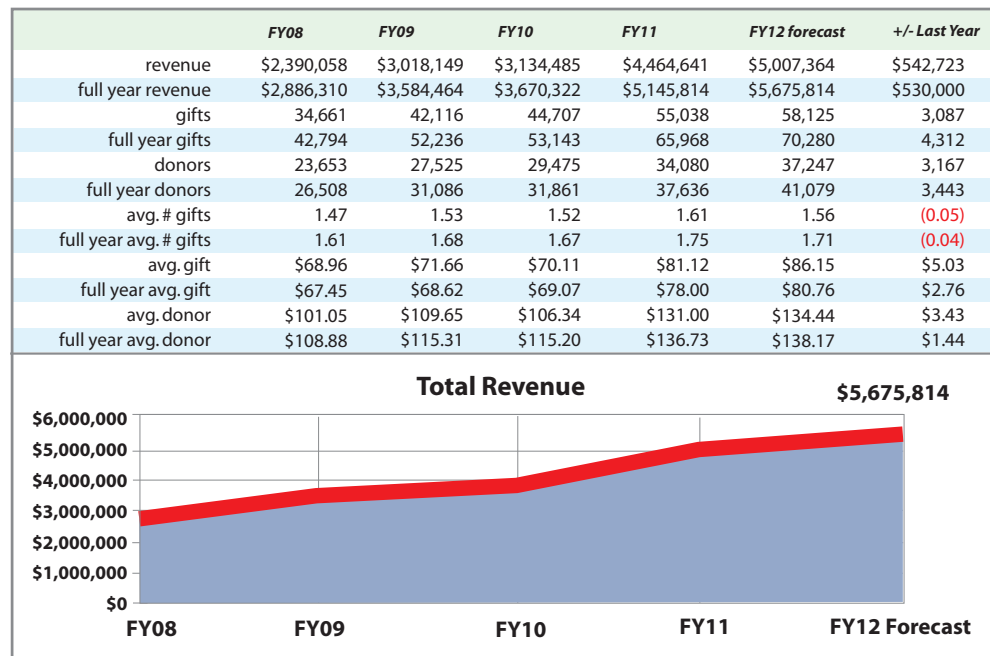 FY08 FY09 FY10 FY11 FY12 forecast +/- Last Year
revenue $2,390,058 $3,018,149 $3,134,485 $4,464,641 $5,007,364 $542,723
full year revenue $2,886,310 $3,584,464 $3,670,322 $5,145,814 $5,675,814 $530,000
gifts 34,661 42,116 44,707 55,038 58,125 3,087
full year gifts 42,794 52,236 53,143 65,968 70,280 4,312
donors 23,653 27,525 29,475 34,080 37,247 3,167
full year donors 26,508 31,086 31,861 37,636 41,079 3,443
avg. # gifts 1.47 1.53 1.52 1.61 1.56 (0.05)
full year avg. # gifts 1.61 1.68 1.67 1.75 1.71 (0.04)
avg. gift $68.96 $71.66 $70.11 $81.12 $86.15 $5.03
full year avg. gift $67.45 $68.62 $69.07 $78.00 $80.76 $2.76
avg. donor $101.05 $109.65 $106.34 $131.00 $134.44 $3.43
full year avg. donor $108.88 $115.31 $115.20 $136.73 $138.17 $1.44
Total Revenue
$5,675,814
$6,000,000
$5,000,000
$4,000,000
$3,000,000
$2,000,000
$1,000,000
$0
FY08 FY09 FY10 FY11 FY12 Forecast